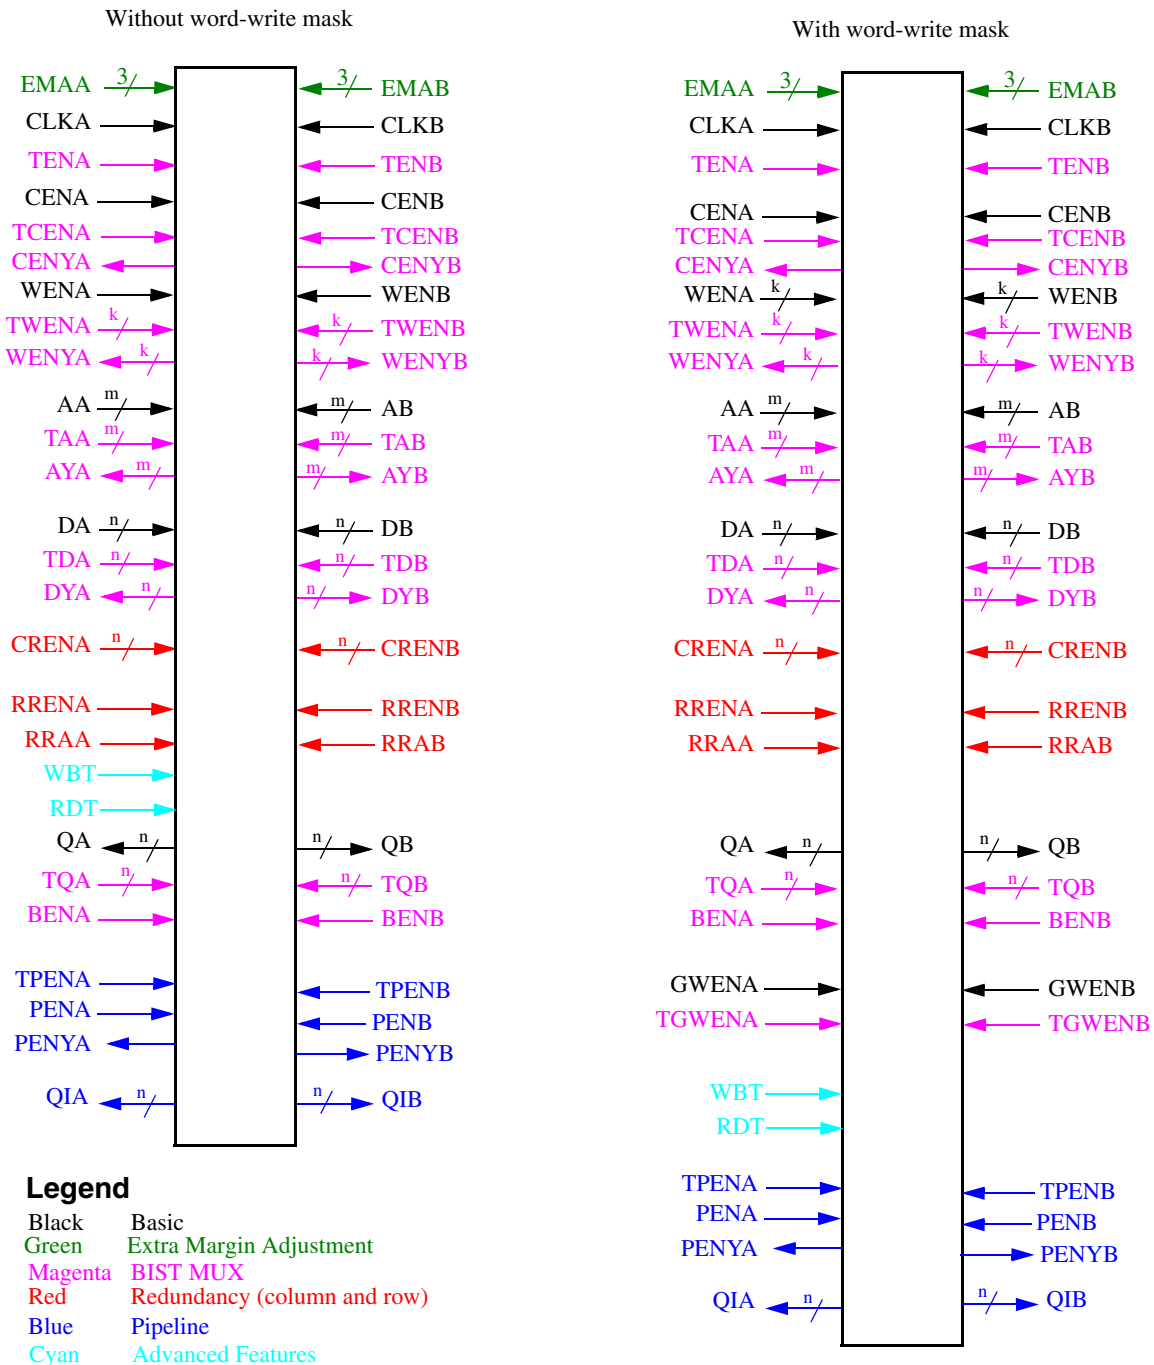 Without word-write mask
EMAA 3 3 EMAB
CLKA CLKB
TENA TENB
CENA CENB
TCENA TCENB
CENYA CENYB
WENA WENB
TWENA k k TWENB
WENYA k k WENYB
AA m m AB
TAA m m TAB
AYA m m AYB
DA n n DB
TDA n n TDB
DYA n n DYB
CRENA n n CRENB
RRENA RRENB
RRAA RRAB
WBT
RDT
QA n n QB
TQA n n TQB
BENA BENB
TPENA TPENB
PENA PENB
PENYA PENYB
QIA n n QIB
With word-write mask
EMAA 3 3 EMAB
CLKA CLKB
TENA TENB
CENA CENB
TCENA TCENB
CENYA CENYB
WENA k k WENB
TWENA k k TWENB
WENYA k k WENYB
AA m m AB
TAA m m TAB
AYA m m AYB
DA n n DB
TDA n n TDB
DYA n n DYB
CRENA n n CRENB
RRENA RRENB
RRAA RRAB
QA n n QB
TQA n n TQB
BENA BENB
GWENA GWENB
TGWENA TGWENB
WBT
RDT
TPENA TPENB
PENA PENB
PENYA PENYB
QIA n n QIB
Legend
Black Basic
Green Extra Margin Adjustment
Magenta BIST MUX
Red Redundancy (column and row)
Blue Pipeline
Cyan Advanced Features